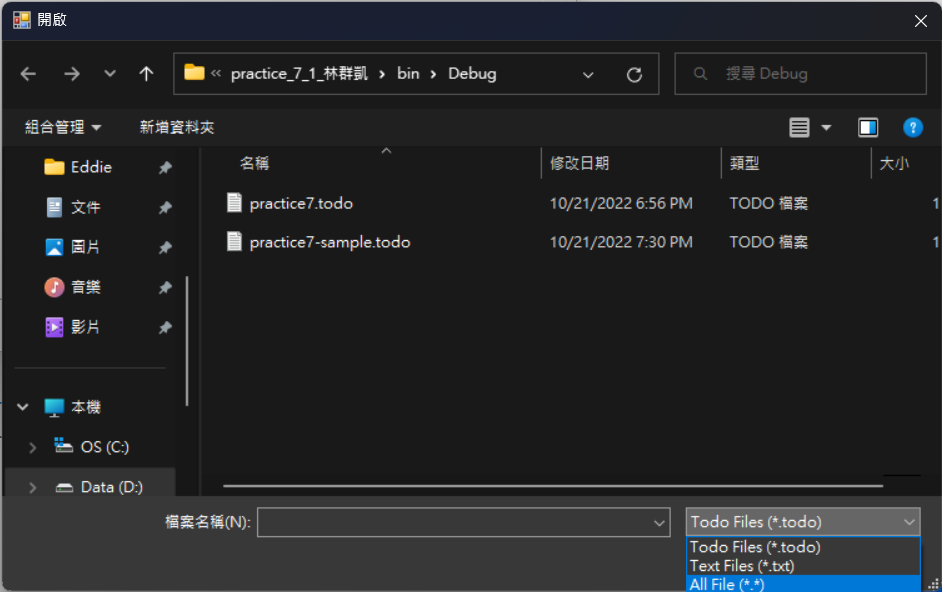 開啟
practice_7_1_林群凱 › bin › Debug
搜尋 Debug
組合管理 新增資料夾
Eddie
文件
圖片
音樂
影片
本機
OS (C:)
Data (D:)
名稱 修改日期 類型 大小
practice7.todo 10/21/2022 6:56 PM TODO 檔案 1
practice7-sample.todo 10/21/2022 7:30 PM TODO 檔案 1
檔案名稱(N): Todo Files (*.todo)
Todo Files (*.todo)
Text Files (*.txt)
All File (*.*)